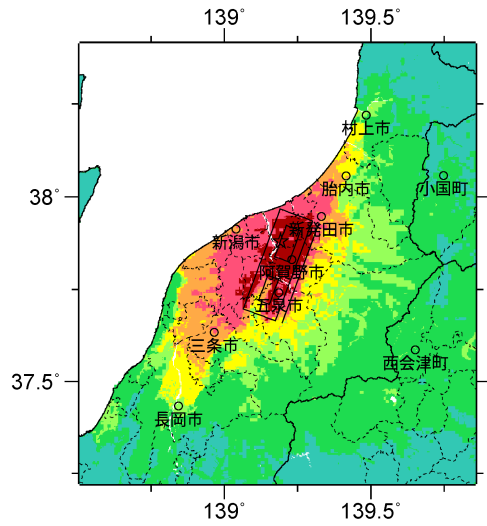 139° 139.5°
村上市
胎内市 小国町
38°
新発田市
新潟市
阿賀野市
五泉市
三条市
西会津町
37.5°
長岡市
139° 139.5°